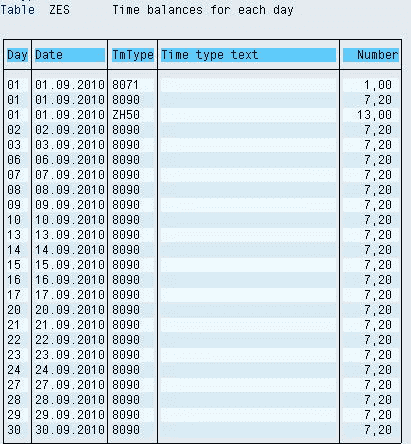 Table ZES Time balances for each day
Day Date TmType Time type text Number
01 01.09.2010 8071 1,00
01 01.09.2010 8090 7,20
01 01.09.2010 ZH50 13,00
02 02.09.2010 8090 7,20
03 03.09.2010 8090 7,20
06 06.09.2010 8090 7,20
07 07.09.2010 8090 7,20
08 08.09.2010 8090 7,20
09 09.09.2010 8090 7,20
10 10.09.2010 8090 7,20
13 13.09.2010 8090 7,20
14 14.09.2010 8090 7,20
15 15.09.2010 8090 7,20
16 16.09.2010 8090 7,20
17 17.09.2010 8090 7,20
20 20.09.2010 8090 7,20
21 21.09.2010 8090 7,20
22 22.09.2010 8090 7,20
23 23.09.2010 8090 7,20
24 24.09.2010 8090 7,20
27 27.09.2010 8090 7,20
28 28.09.2010 8090 7,20
29 29.09.2010 8090 7,20
30 30.09.2010 8090 7,20